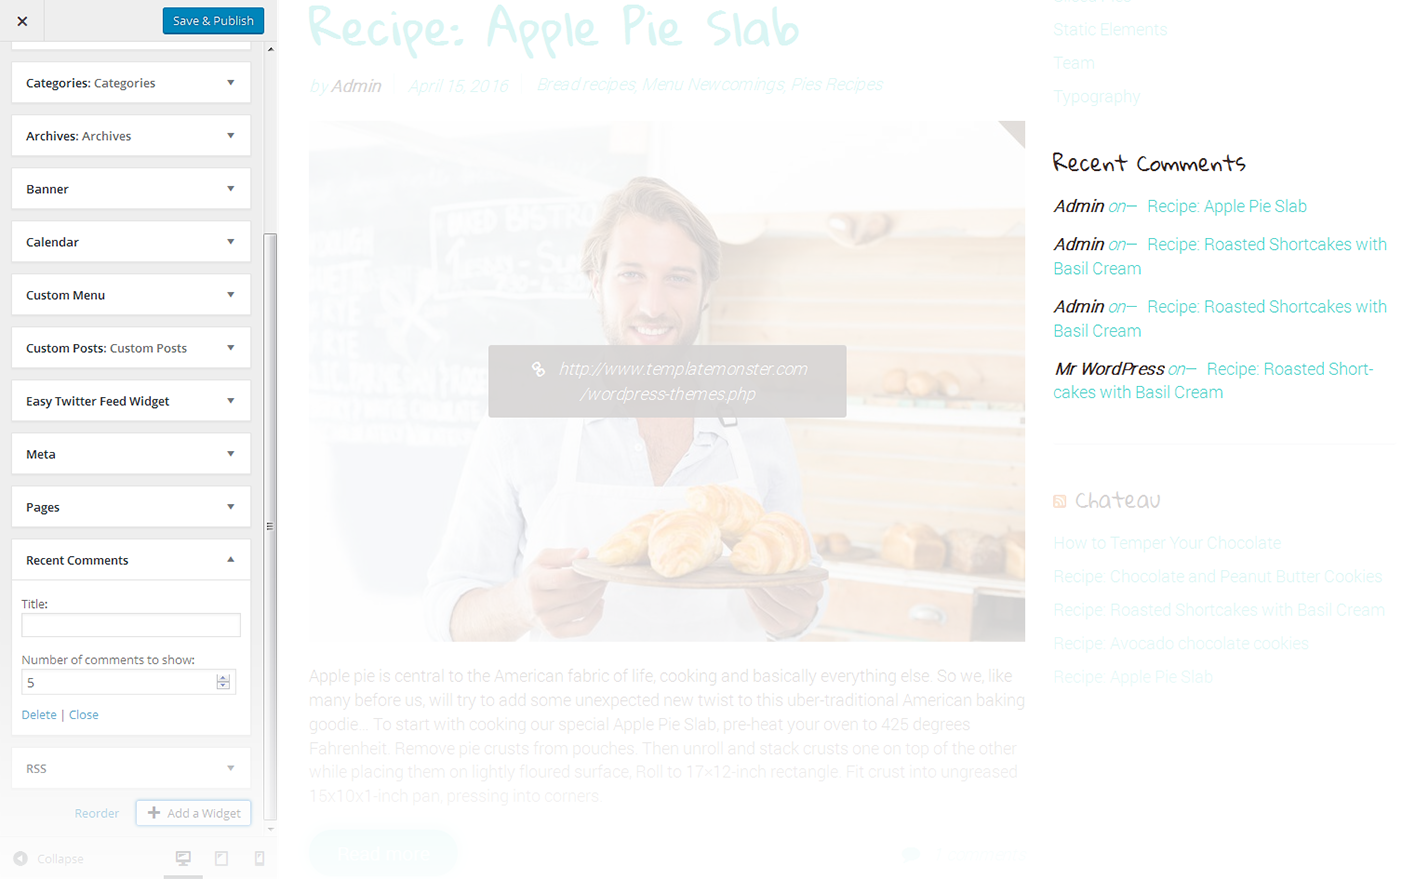 Save & Publish
Categories: Categories
Archives: Archives
Banner
Calendar
Custom Menu
Custom Posts: Custom Posts
Easy Twitter Feed Widget
Meta
Pages
Recent Comments
Title:
Number of comments to show:
5
Delete | Close
RSS
Reorder
Add a Widget
Collapse
Recipe: Apple Pie Slab
by Admin
April 15, 2016
Bread recipes, Menu Newcomings, Pies Recipes
http://www.templatemonster.com
/wordpress-themes.php
Apple pie is central to the American fabric of life, cooking and basically everything else. So we, like
many before us, will try to add some unexpected new twist to this uber-traditional American baking
goodie… To start with cooking our special Apple Pie Slab, pre-heat your oven to 425 degrees
Fahrenheit. Remove pie crusts from pouches. Then unroll and stack crusts one on top of the other
while placing them on lightly floured surface, Roll to 17×12-inch rectangle. Fit crust into ungreased
15x10x1-inch pan, pressing into corners.
Read more
Static Elements
Team
Typography
Recent Comments
Admin on— Recipe: Apple Pie Slab
Admin on— Recipe: Roasted Shortcakes with
Basil Cream
Admin on— Recipe: Roasted Shortcakes with
Basil Cream
Mr WordPress on— Recipe: Roasted Short-
cakes with Basil Cream
Chateau
How to Temper Your Chocolate
Recipe: Chocolate and Peanut Butter Cookies
Recipe: Roasted Shortcakes with Basil Cream
Recipe: Avocado chocolate cookies
Recipe: Apple Pie Slab